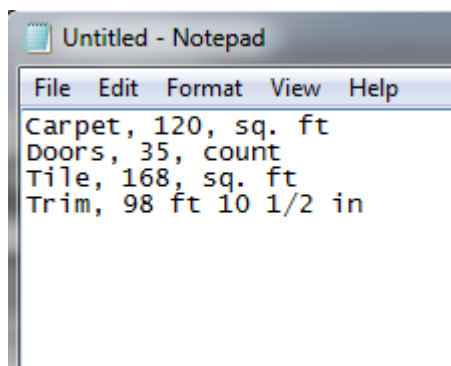 Untitled - Notepad
File Edit Format View Help
Carpet, 120, sq. ft
Doors, 35, count
Tile, 168, sq. ft
Trim, 98 ft 10 1/2 in